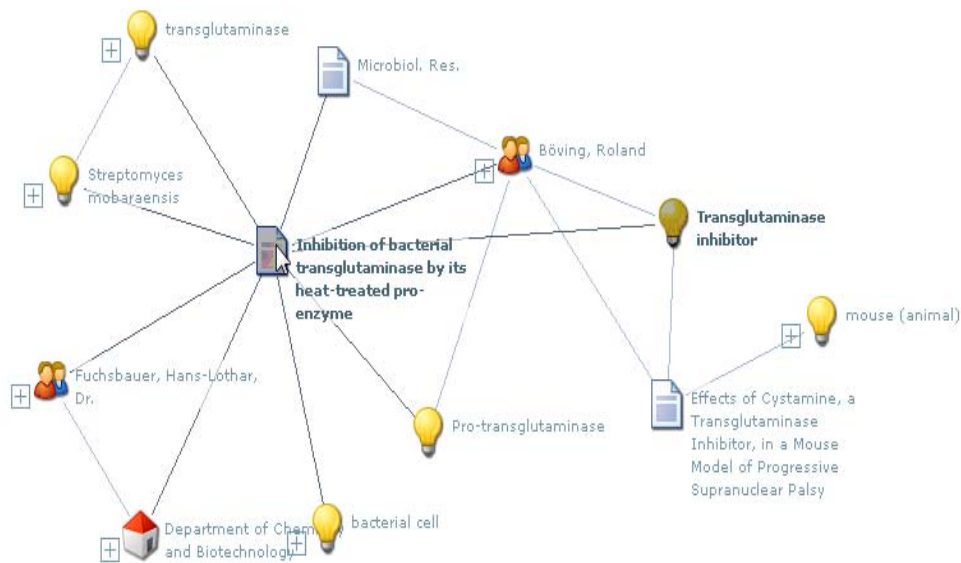 transglutaminase
Microbiol. Res.
Böving, Roland
Streptomyces
mobaraensis
Transglutaminase
inhibitor
Inhibition of bacterial
transglutaminase by its
heat-treated pro-
enzyme
mouse (animal)
Fuchsbauer, Hans-Lothar,
Dr.
Pro-transglutaminase
Effects of Cystamine, a
Transglutaminase
Inhibitor, in a Mouse
Model of Progressive
Supranuclear Palsy
Department of Chemistry
and Biotechnology
bacterial cell